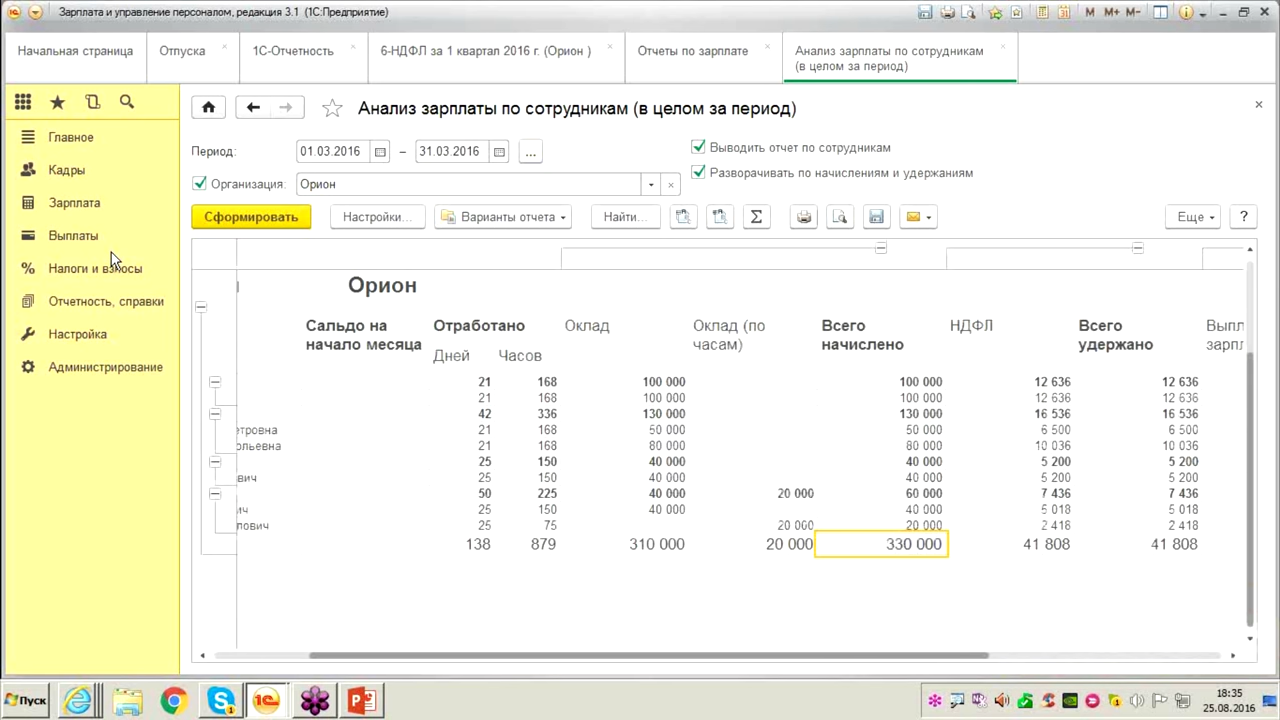 Зарплата и управление персоналом, редакция 3.1 (1С:Предприятие)
M M+ M-
Начальная страница
Отпуска
1С-Отчетность
6-НДФЛ за 1 квартал 2016 г. (Орион )
Отчеты по зарплате
Анализ зарплаты по сотрудникам
(в целом за период)
Главное
Кадры
Зарплата
Выплаты
Налоги и взносы
Отчетность, справки
Настройка
Администрирование
Анализ зарплаты по сотрудникам (в целом за период)
Период: 01.03.2016 – 31.03.2016 ...
Выводить отчет по сотрудникам
Разворачивать по начислениям и удержаниям
Организация: Орион
Сформировать Настройки... Варианты отчета Найти... Σ Еще ?
Орион
Сальдо на начало месяца
Отработано
Дней Часов
Оклад
Оклад (по часам)
Всего начислено
НДФЛ
Всего удержано
Выпл
зарпл
21 168 100 000 100 000 12 636 12 636
21 168 100 000 100 000 12 636 12 636
42 336 130 000 130 000 16 536 16 536
етровна 21 168 50 000 50 000 6 500 6 500
ольевна 21 168 80 000 80 000 10 036 10 036
25 150 40 000 40 000 5 200 5 200
вич 25 150 40 000 40 000 5 200 5 200
50 225 40 000 20 000 60 000 7 436 7 436
ич 25 150 40 000 40 000 5 018 5 018
лович 25 75 20 000 20 000 2 418 2 418
138 879 310 000 20 000 330 000 41 808 41 808
Пуск
18:35
25.08.2016